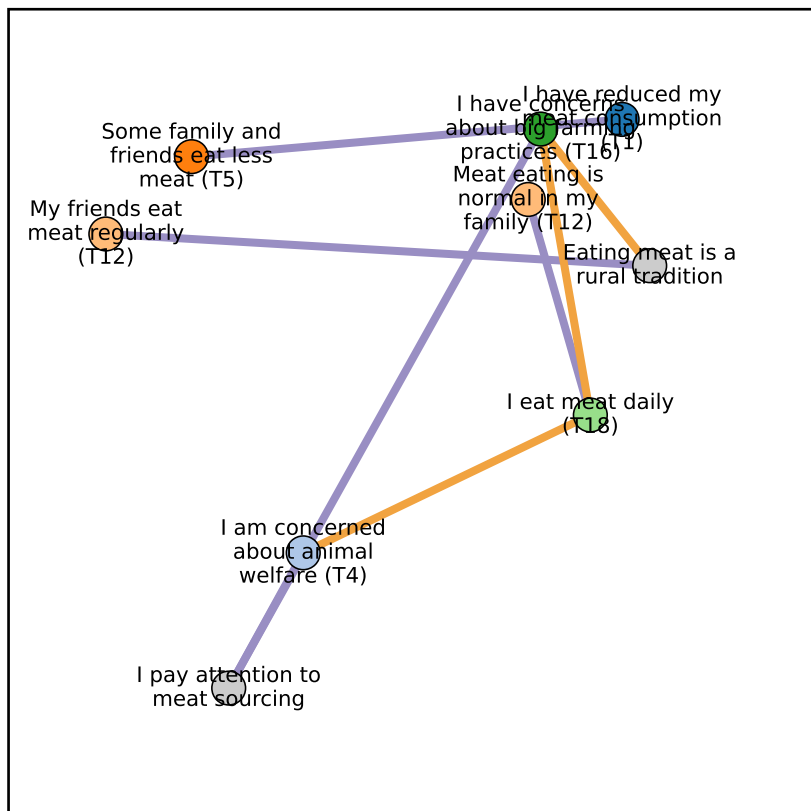 I have reduced my
meat consumption
(T1)
I have concerns
about big farming
practices (T16)
Some family and
friends eat less
meat (T5)
Meat eating is
normal in my
family (T12)
My friends eat
meat regularly
(T12)
Eating meat is a
rural tradition
I eat meat daily
(T18)
I am concerned
about animal
welfare (T4)
I pay attention to
meat sourcing